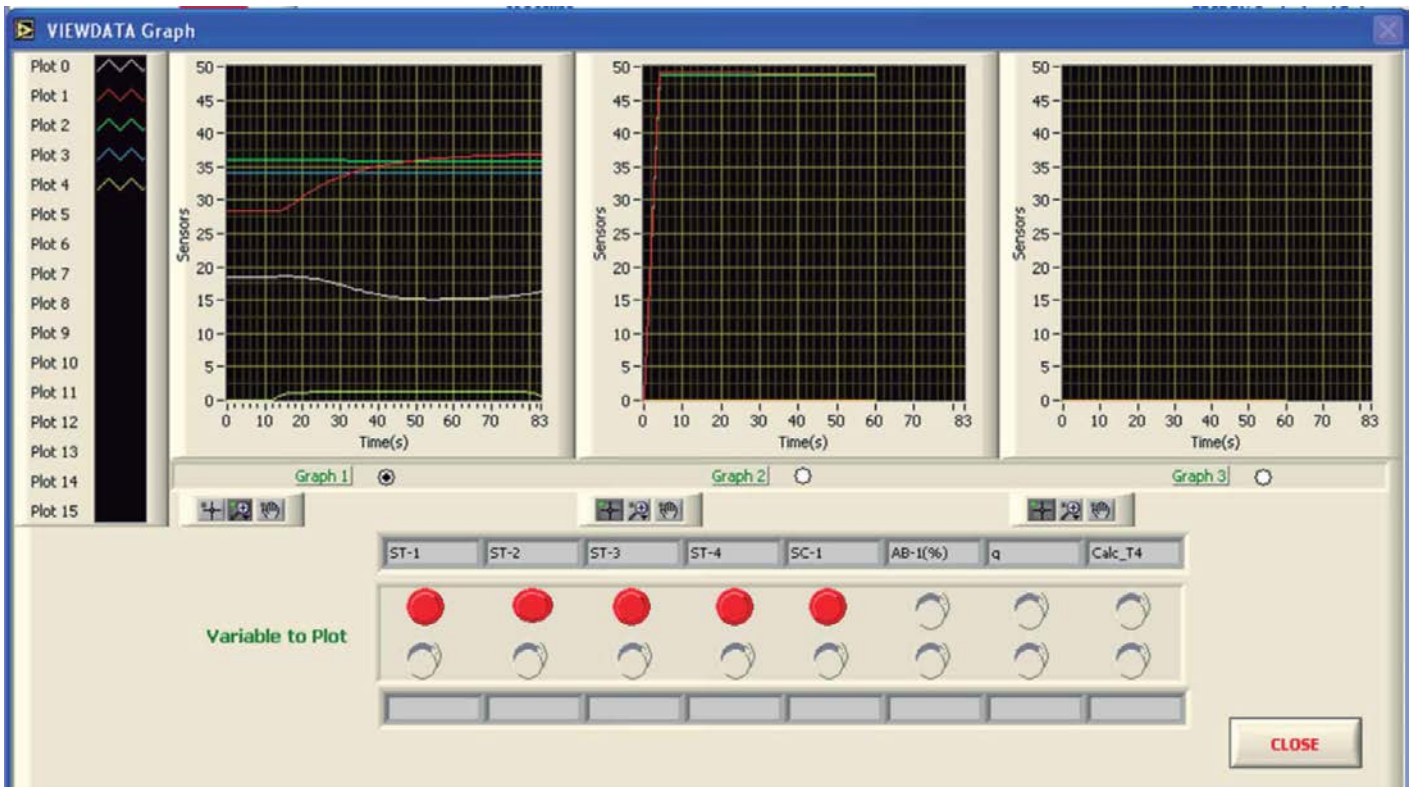 VIEWDATA Graph
Plot 0
Plot 1
Plot 2
Plot 3
Plot 4
Plot 5
Plot 6
Plot 7
Plot 8
Plot 9
Plot 10
Plot 11
Plot 12
Plot 13
Plot 14
Plot 15
50
45
40
35
30
25
20
15
10
5
0
Sensors
0 10 20 30 40 50 60 70 83
Time(s)
50
45
40
35
30
25
20
15
10
5
0
Sensors
0 10 20 30 40 50 60 70 83
Time(s)
50
45
40
35
30
25
20
15
10
5
0
Sensors
0 10 20 30 40 50 60 70 83
Time(s)
Graph 1 Graph 2 Graph 3
ST-1 ST-2 ST-3 ST-4 SC-1 AB-1(%) q Calc_T4
Variable to Plot
CLOSE